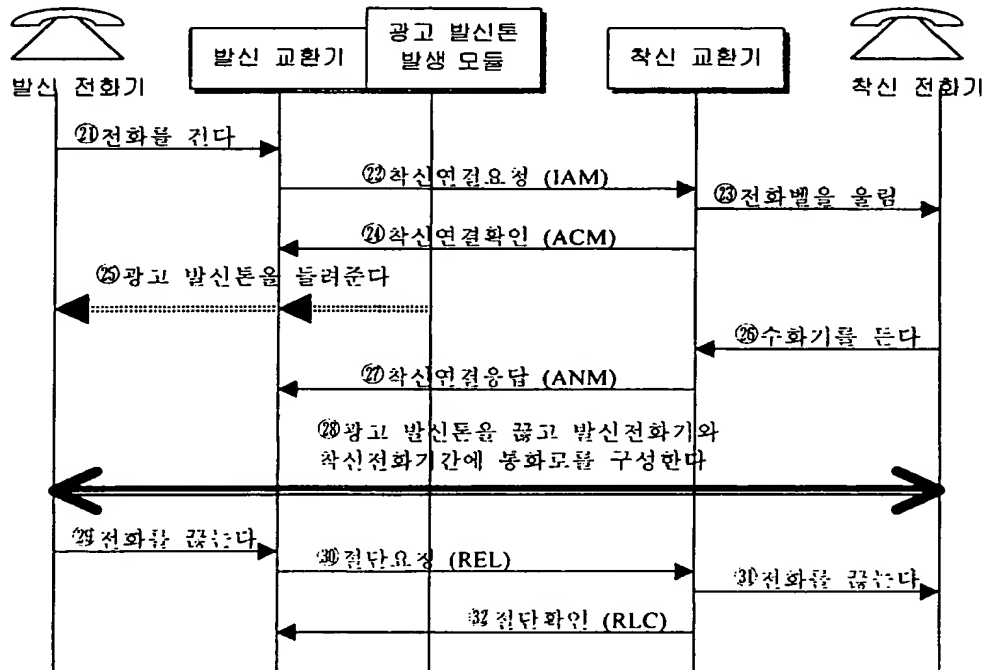 발신 전화기
발신 교환기
광고 발신톤
발생 모듈
착신 교환기
착신 전화기
㉑전화를 건다
㉒착신연결요청 (IAM)
㉓전화벨을 울림
㉔착신연결확인 (ACM)
㉕광고 발신톤을 들려준다
㉖수화기를 든다
㉗착신연결응답 (ANM)
㉘광고 발신톤을 끊고 발신전화기와
착신전화기간에 통화로를 구성한다
㉙전화를 끊는다
㉚절단요청 (REL)
㉛전화를 끊는다
㉜절단확인 (RLC)